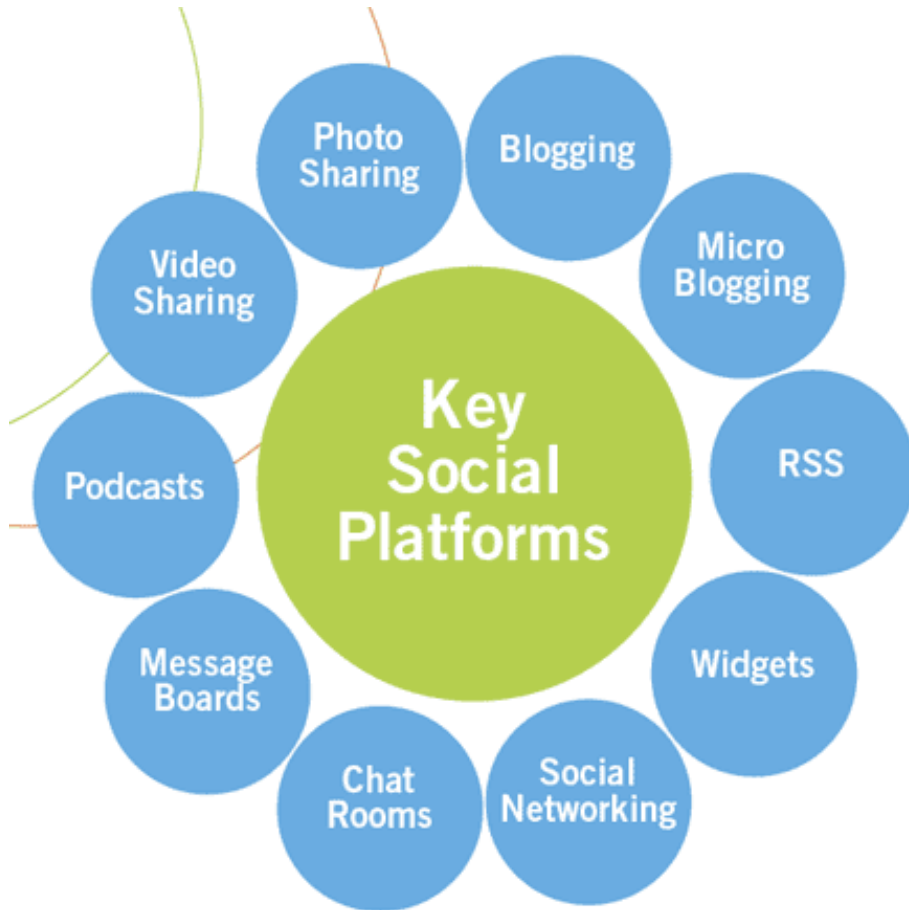 Key
Social
Platforms
Blogging
Micro
Blogging
RSS
Widgets
Social
Networking
Chat
Rooms
Message
Boards
Podcasts
Video
Sharing
Photo
Sharing